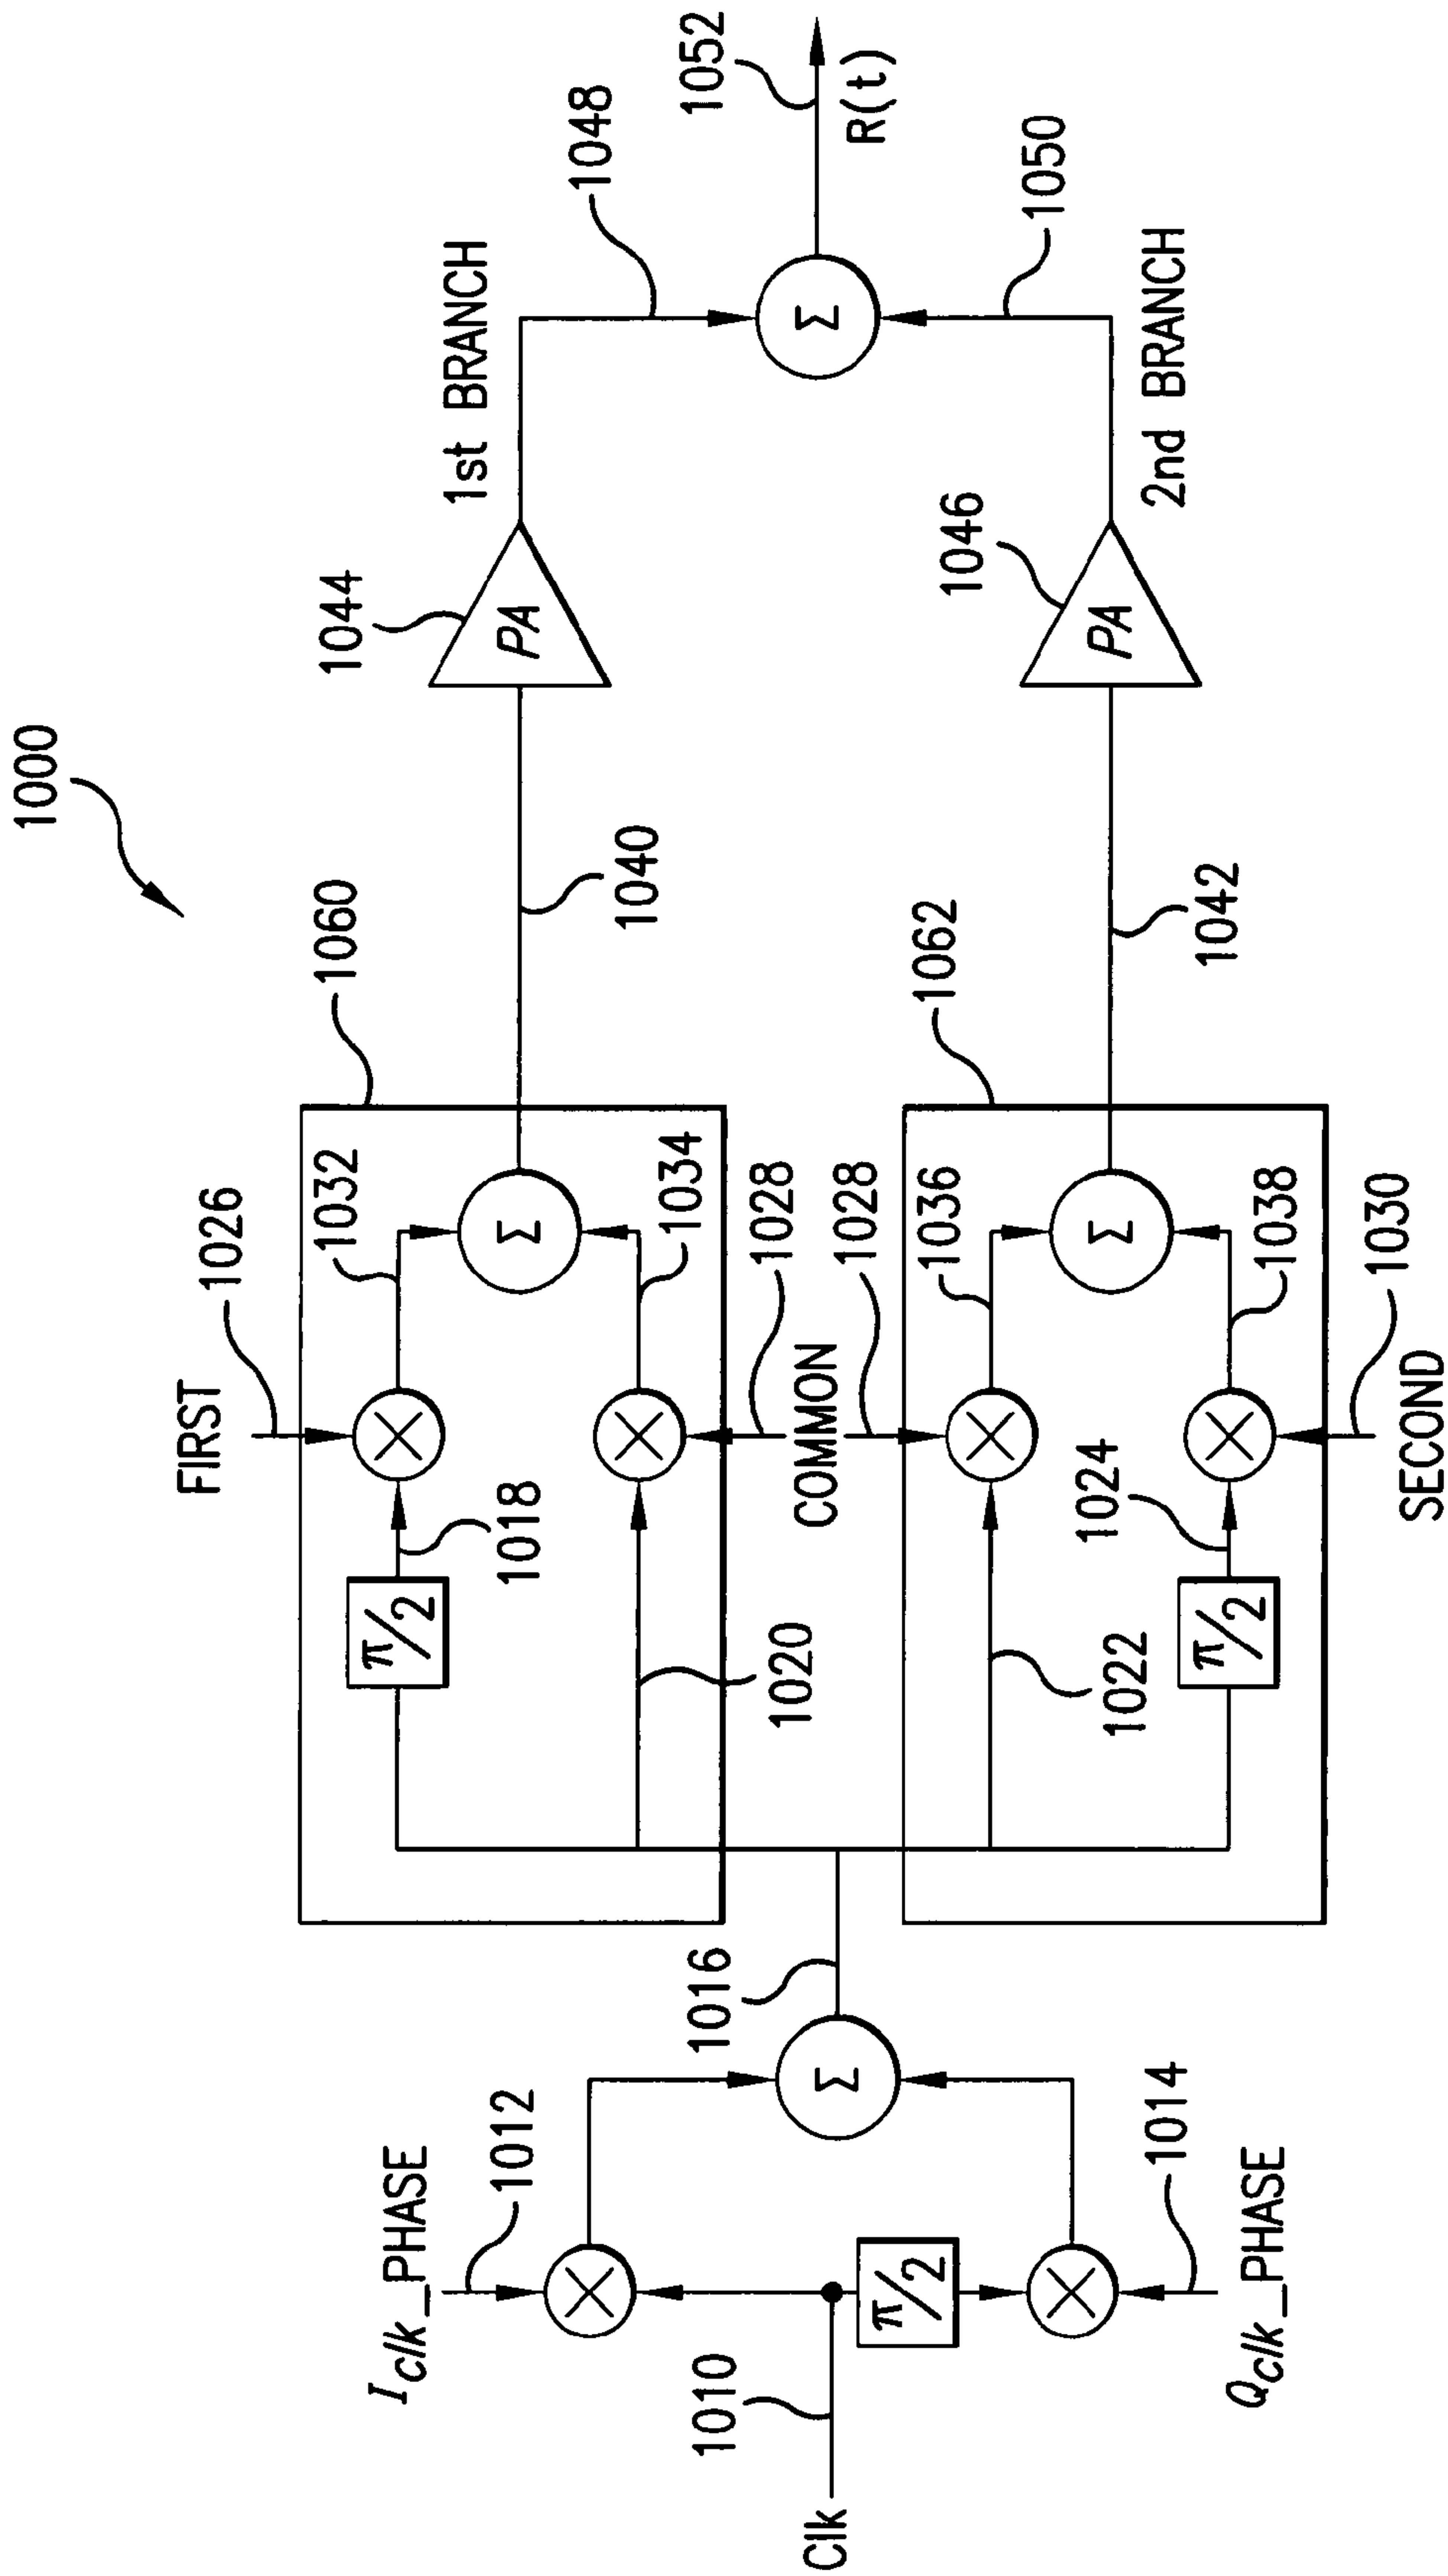 1000
Clk
1010
I clk_PHASE
1012
π/2
Q clk_PHASE
1014
Σ
1016
FIRST
1026
1060
π/2
1018
1020
1032
1034
Σ
1028
COMMON
1028
1062
1022
π/2
1024
1036
1038
Σ
SECOND
1030
1040
1044
PA
1st BRANCH
1048
1042
1046
PA
2nd BRANCH
1050
Σ
1052
R(t)